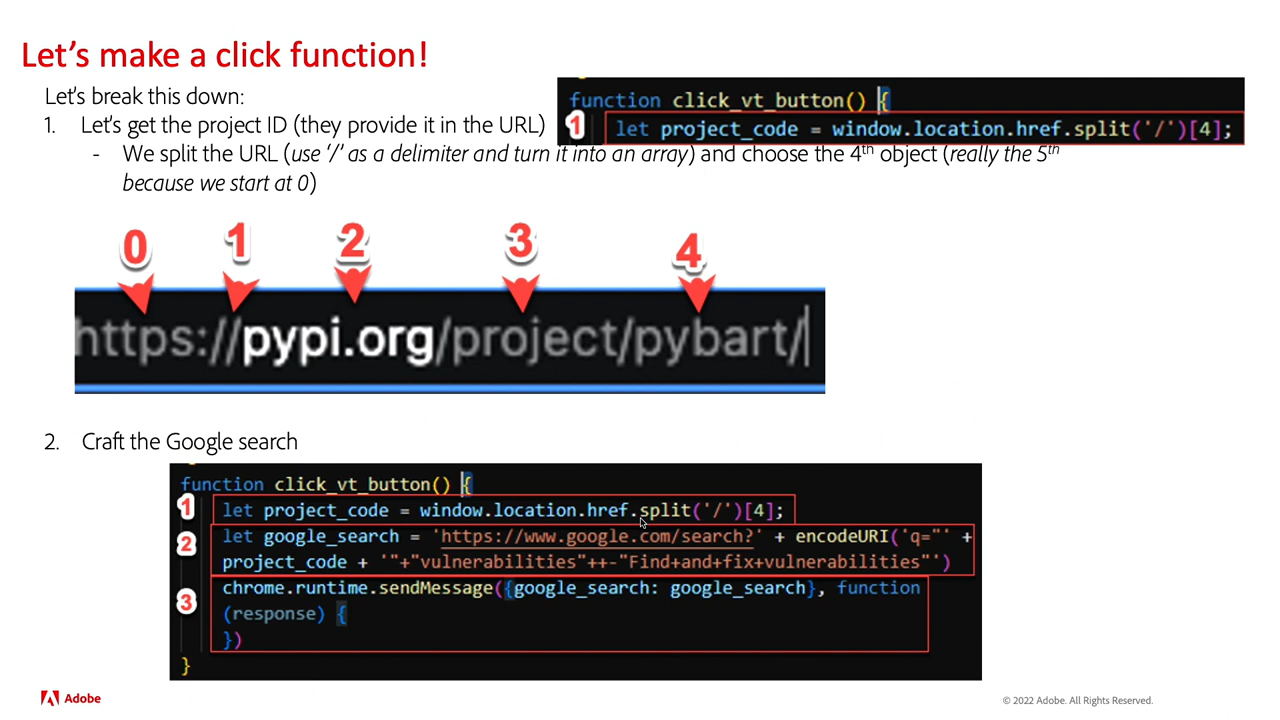 Let's make a click function!
Let's break this down:
1. Let's get the project ID (they provide it in the URL)
function click_vt_button() {
1 let project_code = window.location.href.split('/')[4];
- We split the URL (use '/' as a delimiter and turn it into an array) and choose the 4th object (really the 5th
because we start at 0)
0 1 2 3 4
https://pypi.org/project/pybart/
2. Craft the Google search
function click_vt_button() {
1 let project_code = window.location.href.split('/')[4];
2 let google_search = 'https://www.google.com/search?' + encodeURI('q="' +
project_code + '"+"vulnerabilities"++-"Find+and+fix+vulnerabilities"')
3 chrome.runtime.sendMessage({google_search: google_search}, function
(response) {
})
}
Adobe
© 2022 Adobe. All Rights Reserved.